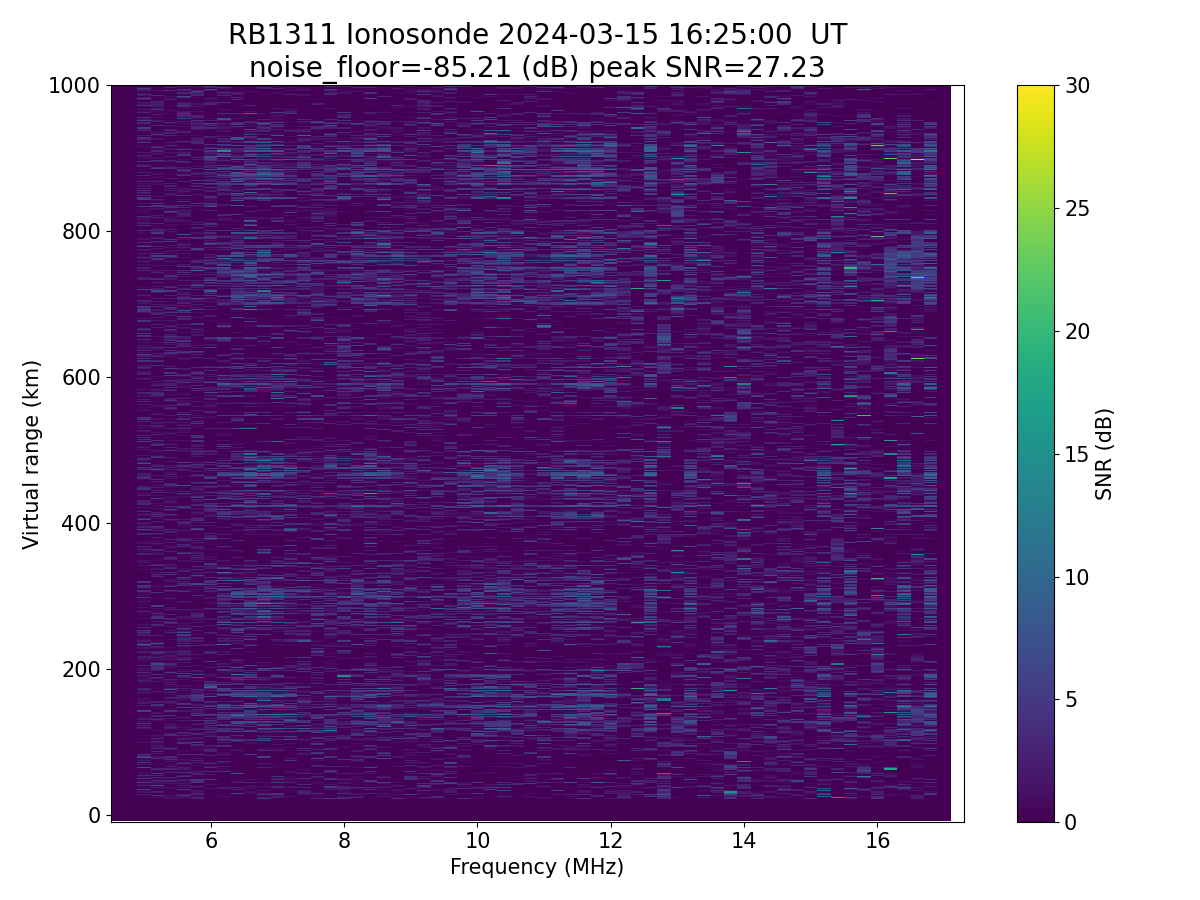 RB1311 Ionosonde 2024-03-15 16:25:00  UT
noise_floor=-85.21 (dB) peak SNR=27.23
1000
800
600
400
200
0
Virtual range (km)
6 8 10 12 14 16
Frequency (MHz)
30
25
20
15
10
5
0
SNR (dB)